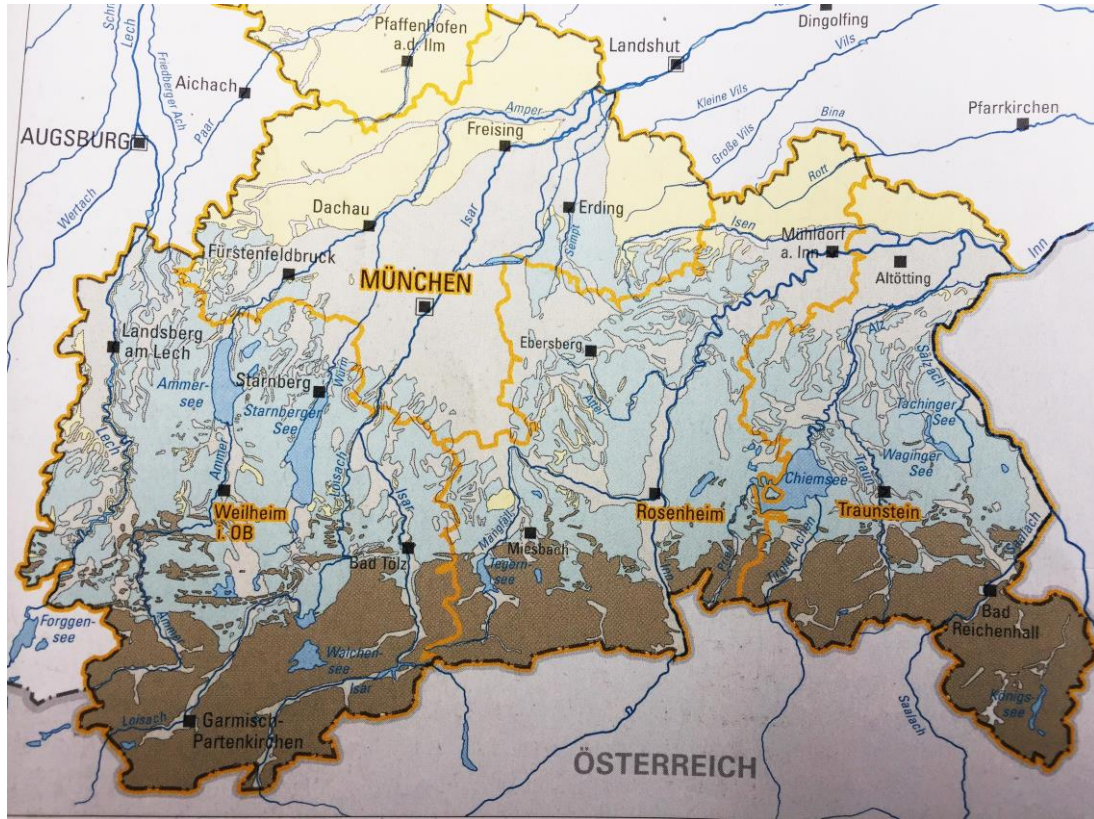 Schm
Lech
Friedberger Ach
Paar
Aichach
Pfaffenhofen
a.d. Ilm
Landshut
Dingolfing
Vils
Kleine Vils
Große Vils
Bina
Pfarrkirchen
Rott
AUGSBURG
Wertach
Amper
Freising
Isar
Dachau
Erding
Sempt
Isen
Mühldorf
a. Inn
Altötting
Inn
Fürstenfeldbruck
MÜNCHEN
Landsberg
am Lech
Ammer-
see
Starnberg
Würm
Starnberger
See
Ebersberg
Attel
Alz
Salzach
Tachinger
See
Waginger
See
Lech
Ammer
Loisach
Isar
Weilheim
i. OB
Mangfall
Miesbach
Tegern-
see
Rosenheim
Chiemsee
Traun
Traunstein
Bad Tölz
Inn
Prien
Tiroler Achen
Saalach
Bad
Reichenhall
Forggen-
see
Ammer
Walchen-
see
Isar
Loisach
Garmisch-
Partenkirchen
Saalach
Königs-
see
ÖSTERREICH